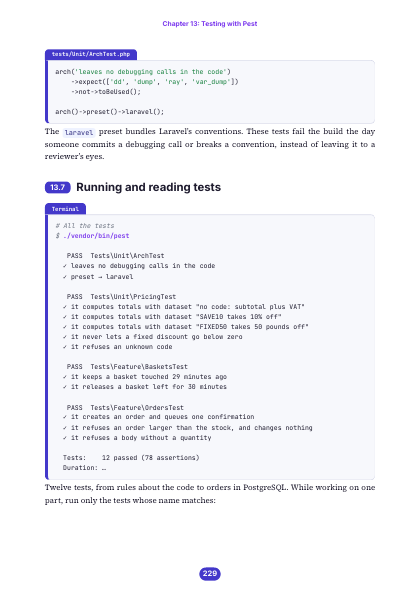 Chapter 13: Testing with Pest
tests/Unit/ArchTest.php
arch('leaves no debugging calls in the code')
    ->expect(['dd', 'dump', 'ray', 'var_dump'])
    ->not->toBeUsed();
arch()->preset()->laravel();
The laravel preset bundles Laravel's conventions. These tests fail the build the day
someone commits a debugging call or breaks a convention, instead of leaving it to a
reviewer's eyes.
13.7 Running and reading tests
Terminal
# All the tests
$ ./vendor/bin/pest
PASS  Tests\Unit\ArchTest
✓ leaves no debugging calls in the code
✓ preset → laravel
PASS  Tests\Unit\PricingTest
✓ it computes totals with dataset "no code: subtotal plus VAT"
✓ it computes totals with dataset "SAVE10 takes 10% off"
✓ it computes totals with dataset "FIXED50 takes 50 pounds off"
✓ it never lets a fixed discount go below zero
✓ it refuses an unknown code
PASS  Tests\Feature\BasketsTest
✓ it keeps a basket touched 29 minutes ago
✓ it releases a basket left for 30 minutes
PASS  Tests\Feature\OrdersTest
✓ it creates an order and queues one confirmation
✓ it refuses an order larger than the stock, and changes nothing
✓ it refuses a body without a quantity
Tests:    12 passed (78 assertions)
Duration: …
Twelve tests, from rules about the code to orders in PostgreSQL. While working on one
part, run only the tests whose name matches:
229